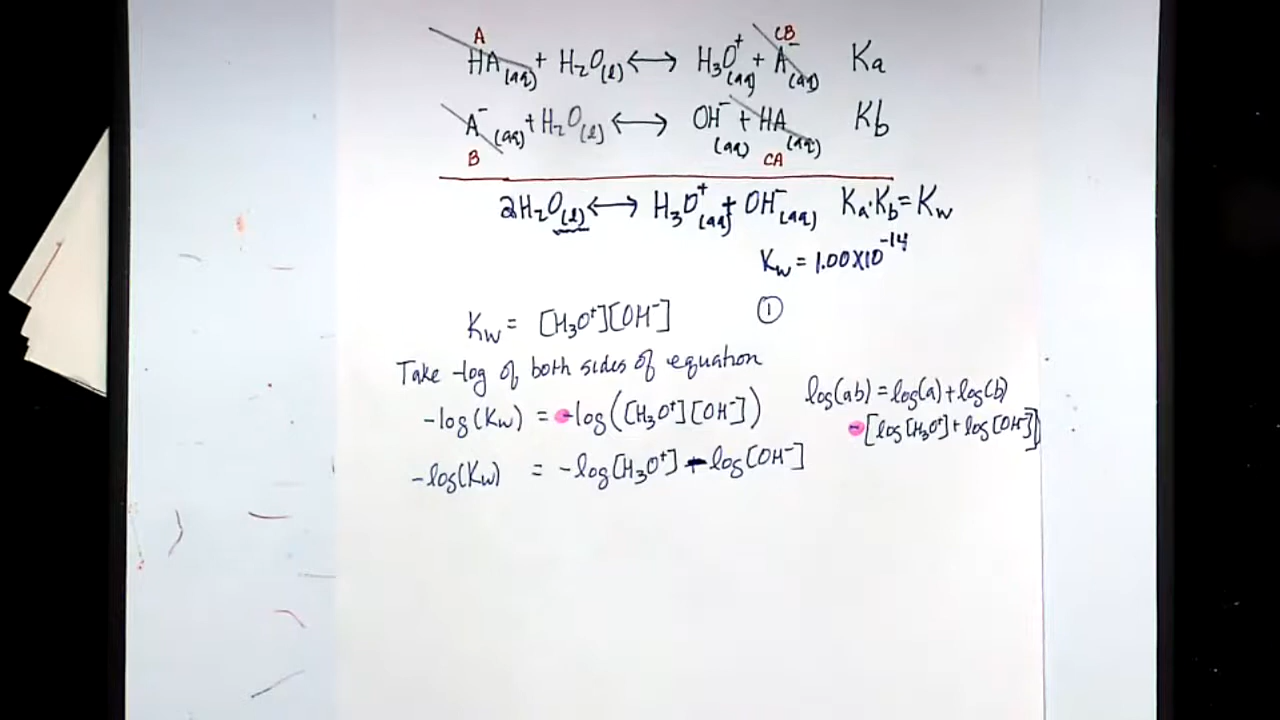 A CB
HA(aq) + H₂O(l) ⟷ H₃O⁺(aq) + A⁻(aq) Ka
A⁻(aq) + H₂O(l) ⟷ OH⁻(aq) + HA(aq) Kb
B CA
2H₂O(l) ⟷ H₃O⁺(aq) + OH⁻(aq) Ka·Kb = Kw
Kw = 1.00X10⁻¹⁴
Kw = [H₃O⁺][OH⁻] ①
Take -log of both sides of equation
log(ab) = log(a) + log(b)
-log(Kw) = -log([H₃O⁺][OH⁻]) -[log[H₃O⁺] + log[OH⁻]]
-log(Kw) = -log[H₃O⁺] - log[OH⁻]